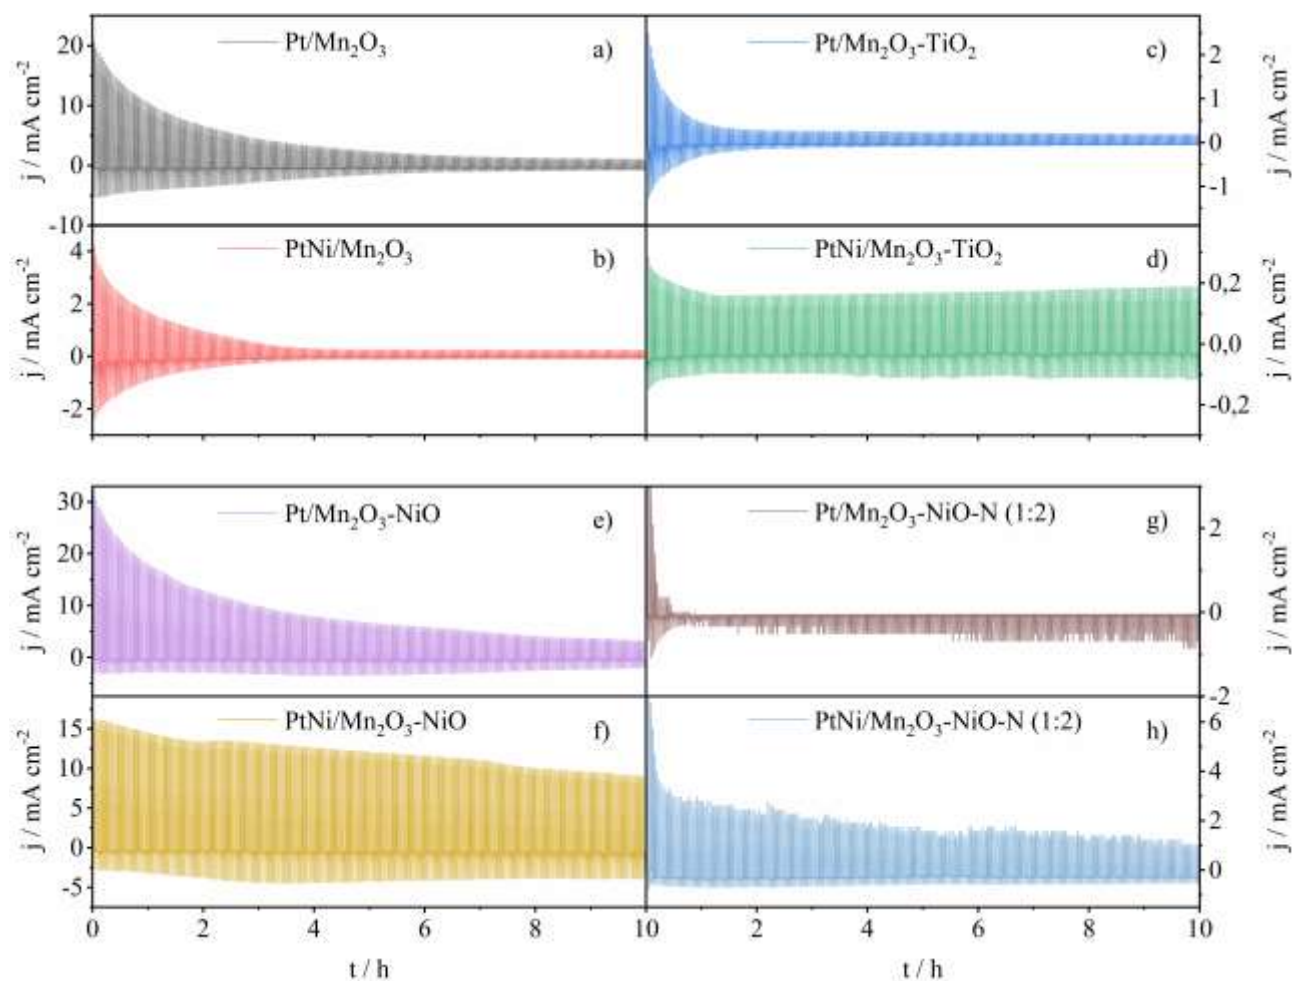 Pt/Mn₂O₃ a)
20
10
0
-10
j / mA cm⁻²
Pt/Mn₂O₃-TiO₂ c)
2
1
0
-1
j / mA cm⁻²
PtNi/Mn₂O₃ b)
4
2
0
-2
j / mA cm⁻²
PtNi/Mn₂O₃-TiO₂ d)
0,2
0,0
-0,2
j / mA cm⁻²
Pt/Mn₂O₃-NiO e)
30
20
10
0
j / mA cm⁻²
Pt/Mn₂O₃-NiO-N (1:2) g)
2
0
-2
j / mA cm⁻²
PtNi/Mn₂O₃-NiO f)
15
10
5
0
-5
j / mA cm⁻²
PtNi/Mn₂O₃-NiO-N (1:2) h)
6
4
2
0
j / mA cm⁻²
0 2 4 6 8 10 2 4 6 8 10
t / h t / h